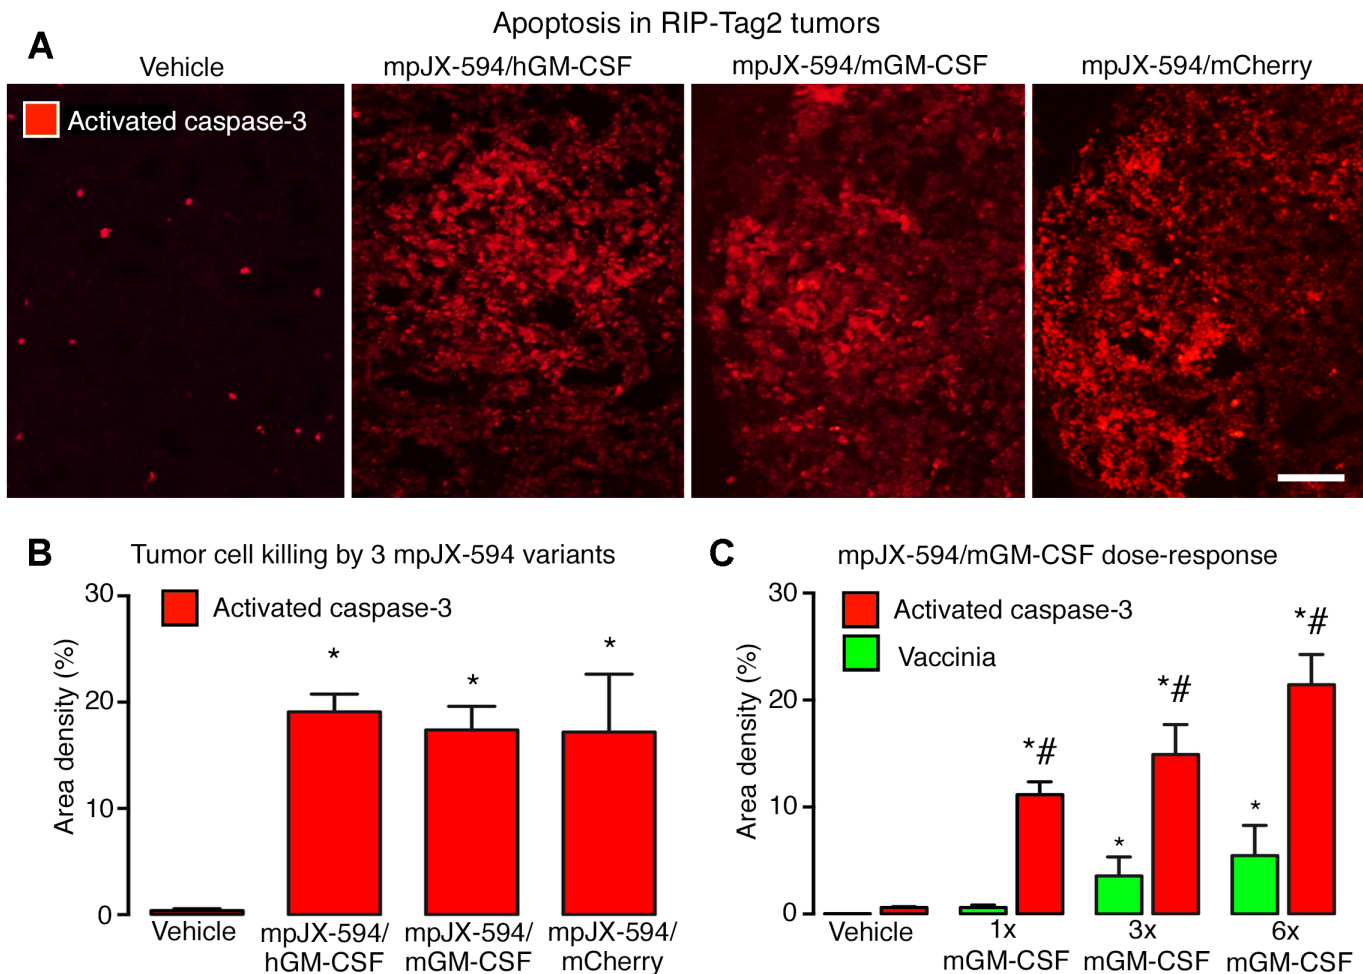 Apoptosis in RIP-Tag2 tumors
A
Vehicle
mpJX-594/hGM-CSF
mpJX-594/mGM-CSF
mpJX-594/mCherry
Activated caspase-3
B
Tumor cell killing by 3 mpJX-594 variants
Activated caspase-3
Area density (%)
30
20
10
0
*
*
*
Vehicle
mpJX-594/
hGM-CSF
mpJX-594/
mGM-CSF
mpJX-594/
mCherry
C
mpJX-594/mGM-CSF dose-response
Activated caspase-3
Vaccinia
Area density (%)
30
20
10
0
*#
*
*#
*
*#
Vehicle
1x
mGM-CSF
3x
mGM-CSF
6x
mGM-CSF